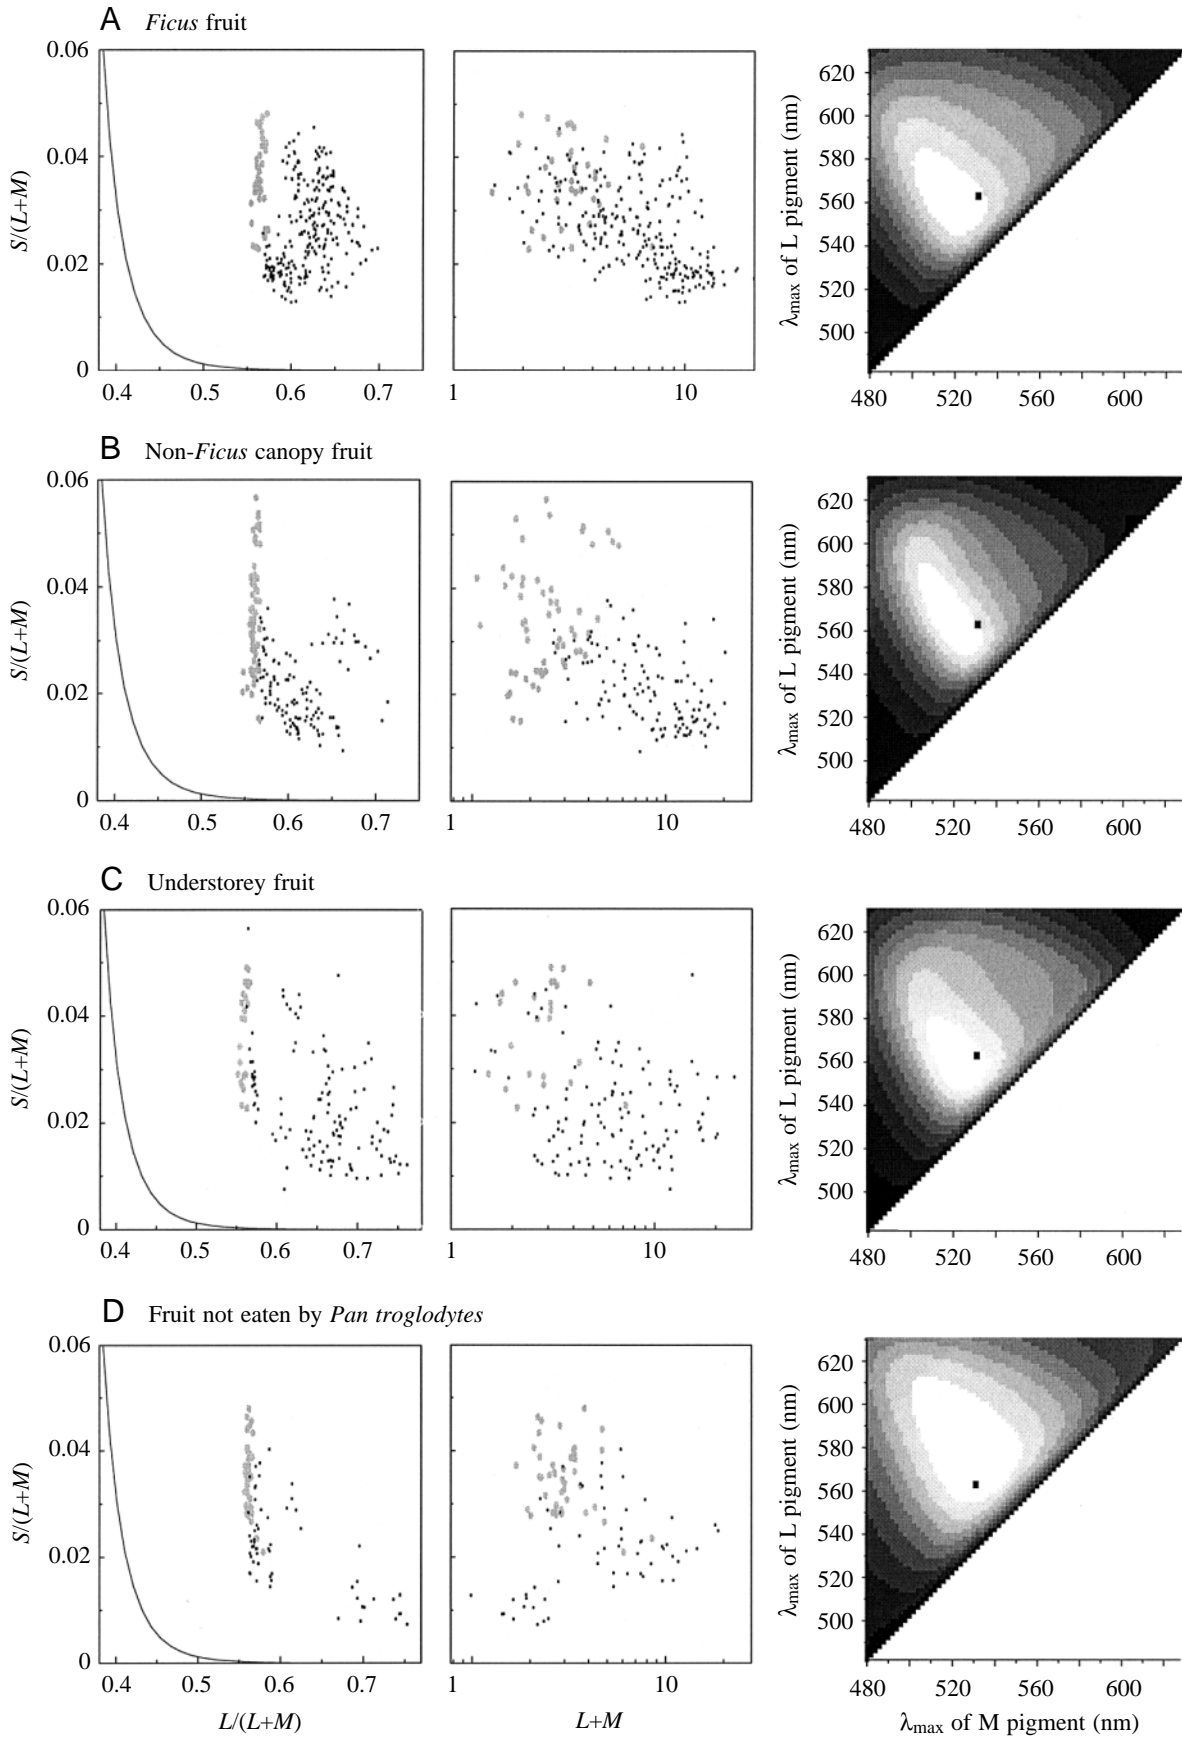 A Ficus fruit
0.06
0.04
0.02
0
S/(L+M)
0.4 0.5 0.6 0.7
1 10
620
600
580
560
540
520
500
λmax of L pigment (nm)
480 520 560 600
B Non-Ficus canopy fruit
0.06
0.04
0.02
0
S/(L+M)
0.4 0.5 0.6 0.7
1 10
620
600
580
560
540
520
500
λmax of L pigment (nm)
480 520 560 600
C Understorey fruit
0.06
0.04
0.02
0
S/(L+M)
0.4 0.5 0.6 0.7
1 10
620
600
580
560
540
520
500
λmax of L pigment (nm)
480 520 560 600
D Fruit not eaten by Pan troglodytes
0.06
0.04
0.02
0
S/(L+M)
0.4 0.5 0.6 0.7
L/(L+M)
1 10
L+M
620
600
580
560
540
520
500
λmax of L pigment (nm)
480 520 560 600
λmax of M pigment (nm)